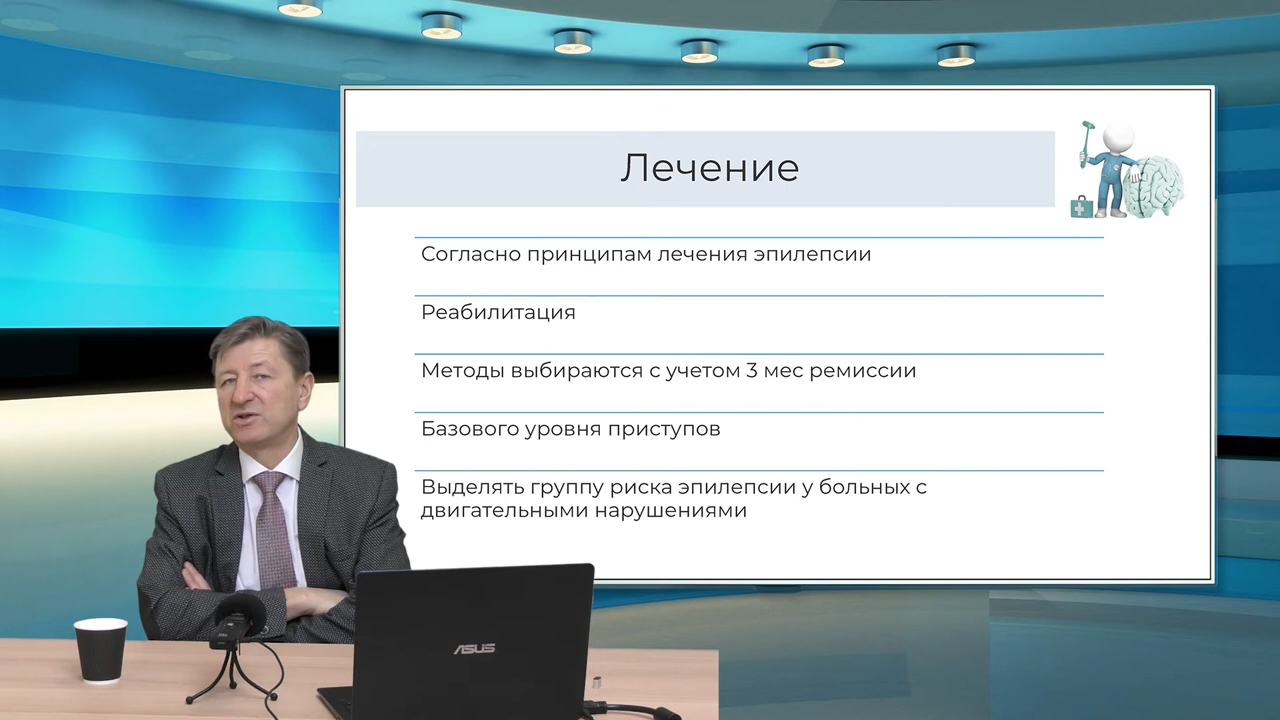 Лечение
Согласно принципам лечения эпилепсии
Реабилитация
Методы выбираются с учетом 3 мес ремиссии
Базового уровня приступов
Выделять группу риска эпилепсии у больных с
двигательными нарушениями
ASUS